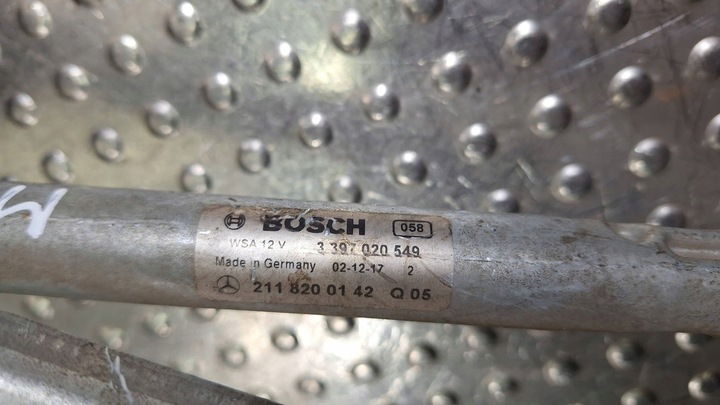 BOSCH 058
WSA 12 V 3 397 020 549
Made in Germany 02-12-17 2
211 820 01 42 Q 05